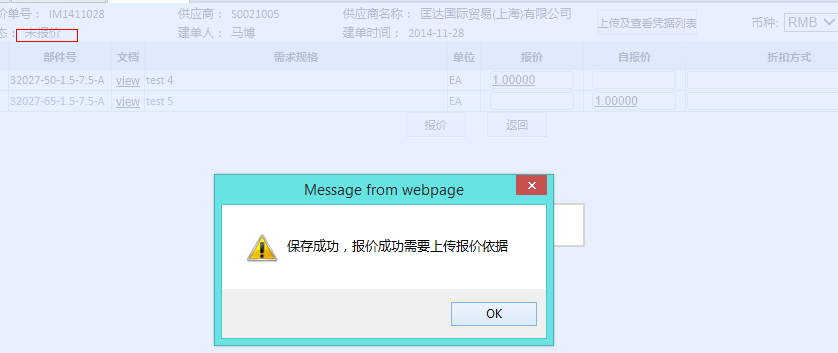 价单号： IM1411028 供应商： S0021005 供应商名称： 匡达国际贸易(上海)有限公司 上传及查看凭据列表 币种: RMB
态： 未报价 建单人： 马博 建单时间： 2014-11-28
部件号 文档 需求规格 单位 报价 自报价 折扣方式
32027-50-1.5-7.5-A view test 4 EA 1.00000
32027-65-1.5-7.5-A view test 5 EA 1.00000
报价 返回
Message from webpage
保存成功，报价成功需要上传报价依据
OK